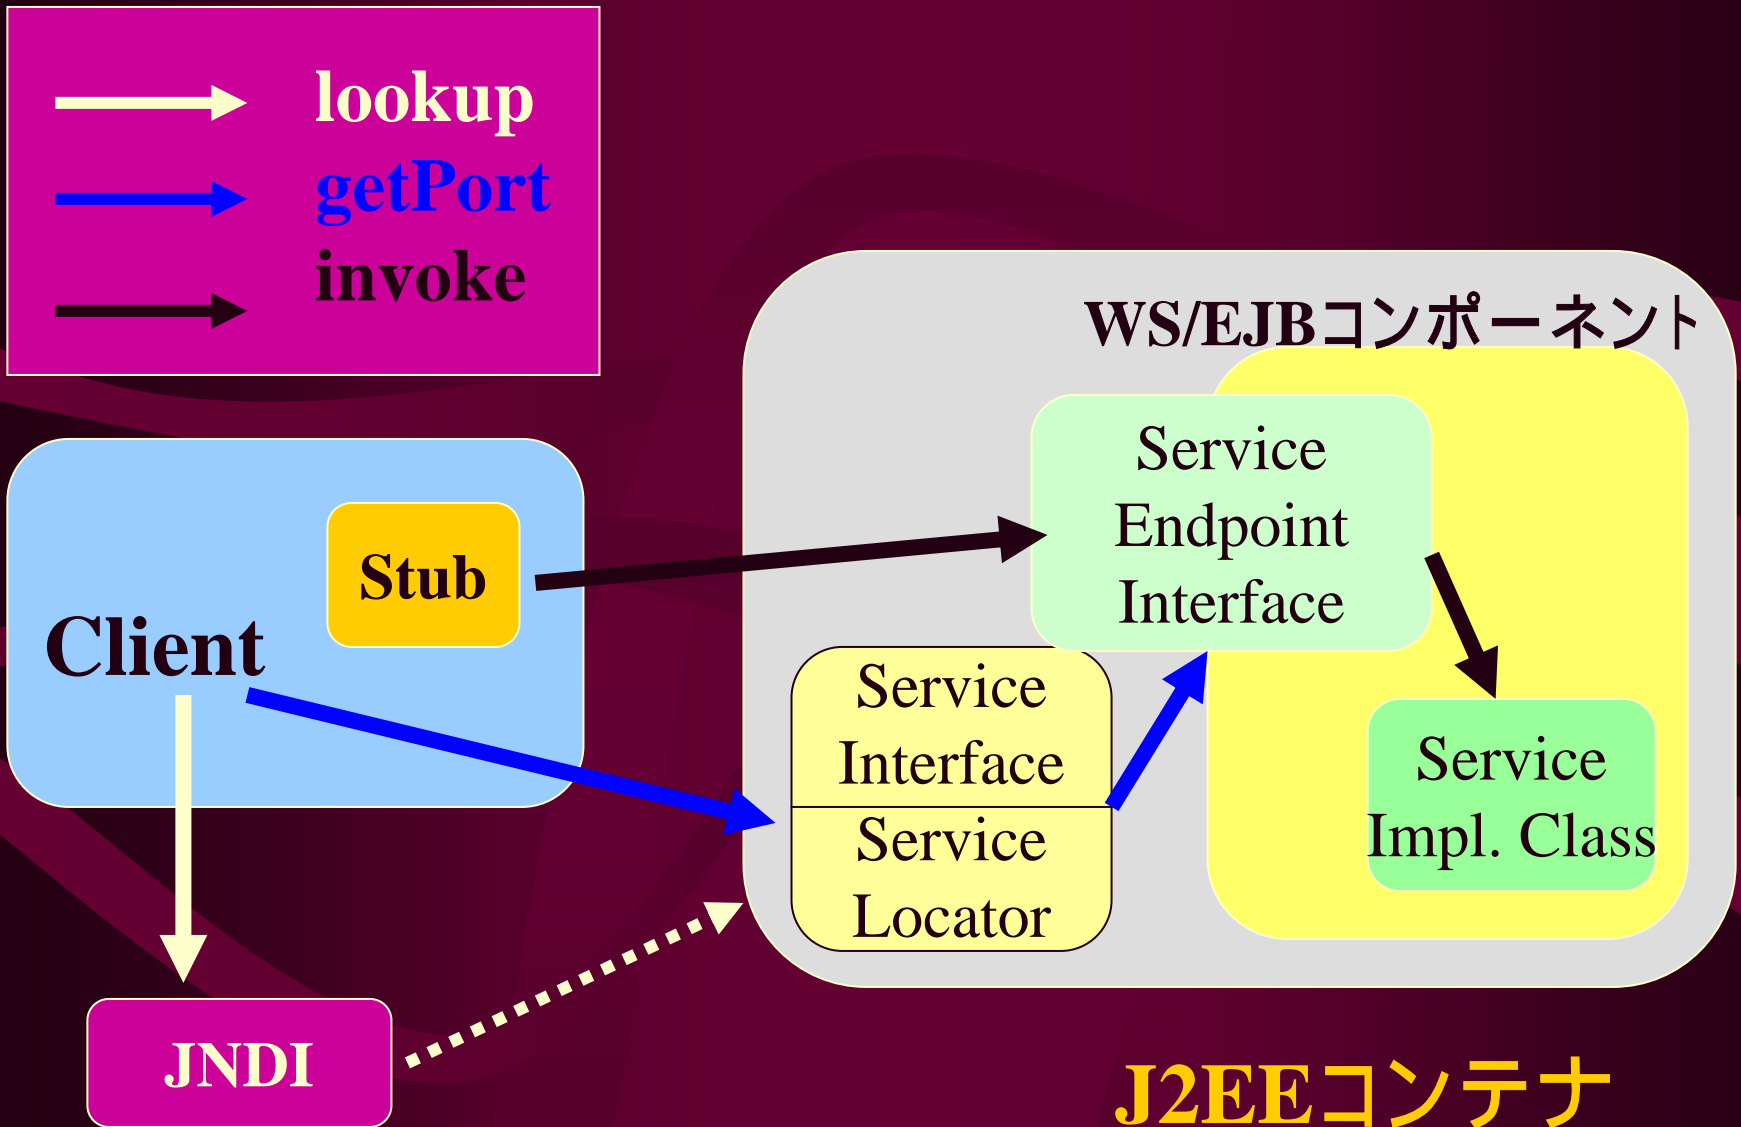 lookup
getPort
invoke
WS/EJBコンポーネント
Service
Endpoint
Interface
Stub
Client
Service
Interface
Service
Locator
Service
Impl. Class
JNDI
J2EEコンテナ